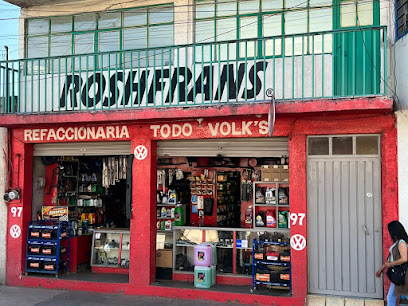 ROSHFRANS
REFACCIONARIA TODO VOLK'S
97
97